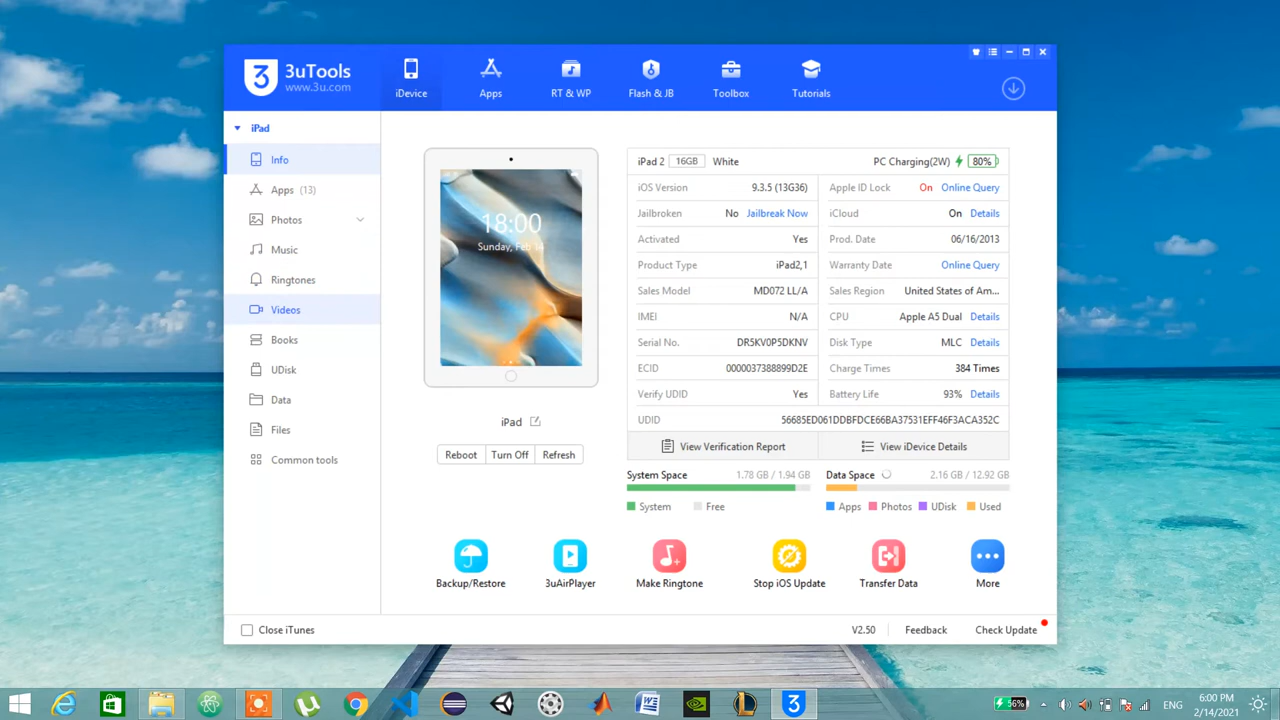 3uTools
www.3u.com
iDevice
Apps
RT & WP
Flash & JB
Toolbox
Tutorials
iPad
Info
Apps (13)
Photos
Music
Ringtones
Videos
Books
UDisk
Data
Files
Common tools
18:00
Sunday, Feb 14
iPad
Reboot
Turn Off
Refresh
iPad 2 16GB White PC Charging(2W) 80%
iOS Version 9.3.5 (13G36) Apple ID Lock On Online Query
Jailbroken No Jailbreak Now iCloud On Details
Activated Yes Prod. Date 06/16/2013
Product Type iPad2,1 Warranty Date Online Query
Sales Model MD072 LL/A Sales Region United States of Am...
IMEI N/A CPU Apple A5 Dual Details
Serial No. DR5KV0P5DKNV Disk Type MLC Details
ECID 0000037388899D2E Charge Times 384 Times
Verify UDID Yes Battery Life 93% Details
UDID 56685ED061DDBFDCE66BA37531EFF46F3ACA352C
View Verification Report View iDevice Details
System Space 1.78 GB / 1.94 GB Data Space 2.16 GB / 12.92 GB
System Free Apps Photos UDisk Used
Backup/Restore
3uAirPlayer
Make Ringtone
Stop iOS Update
Transfer Data
More
Close iTunes
V2.50 Feedback Check Update
56%
ENG
6:00 PM
2/14/2021